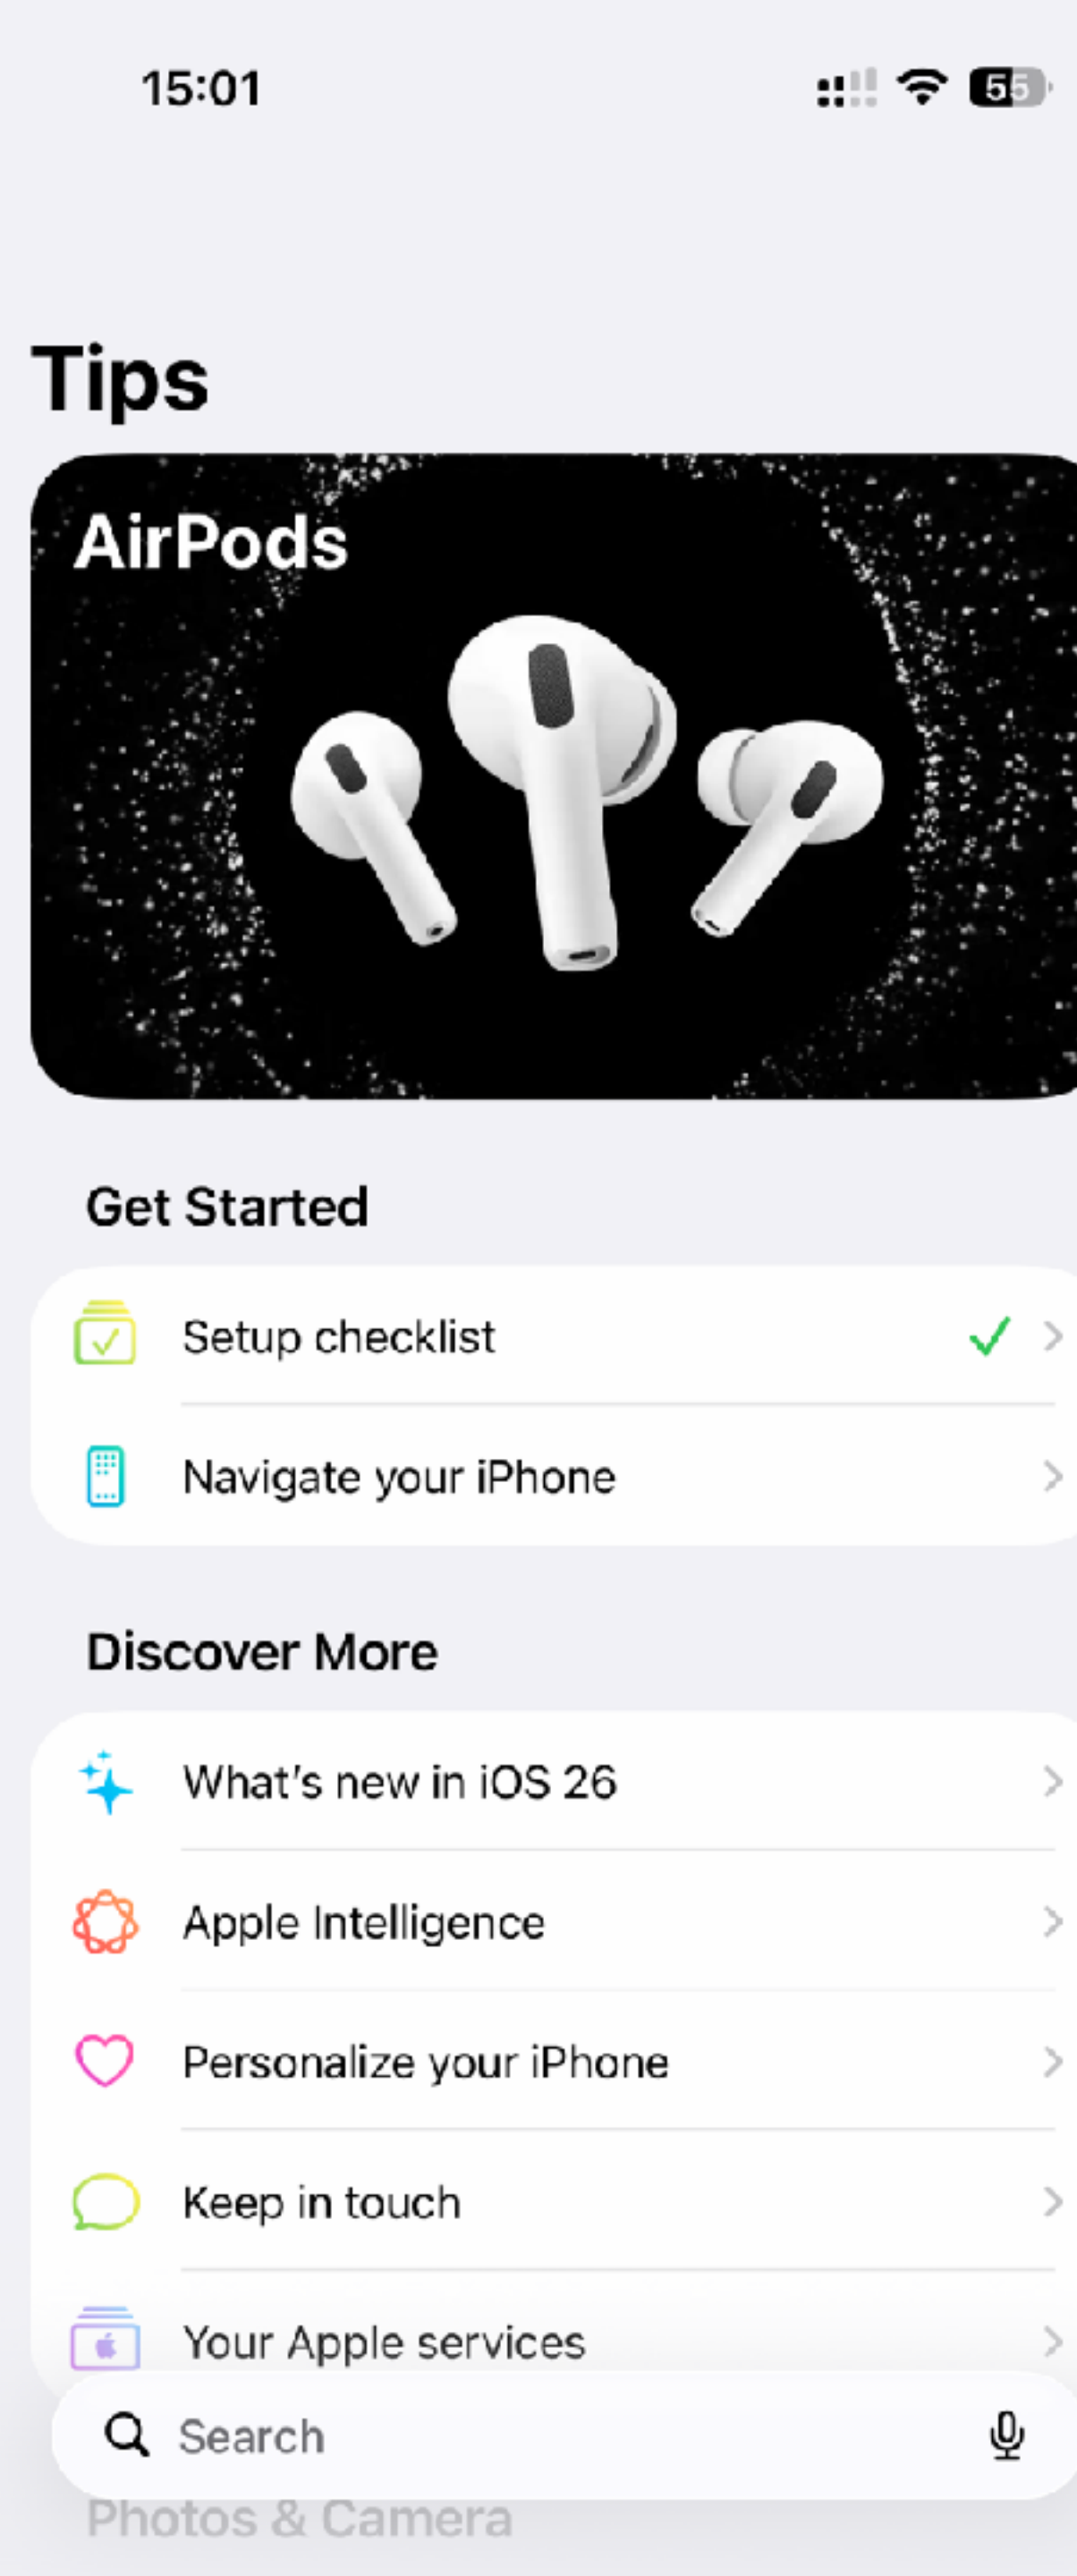 15:01
55
Tips
AirPods
Get Started
Setup checklist
Navigate your iPhone
Discover More
What's new in iOS 26
Apple Intelligence
Personalize your iPhone
Keep in touch
Your Apple services
Search
Photos & Camera